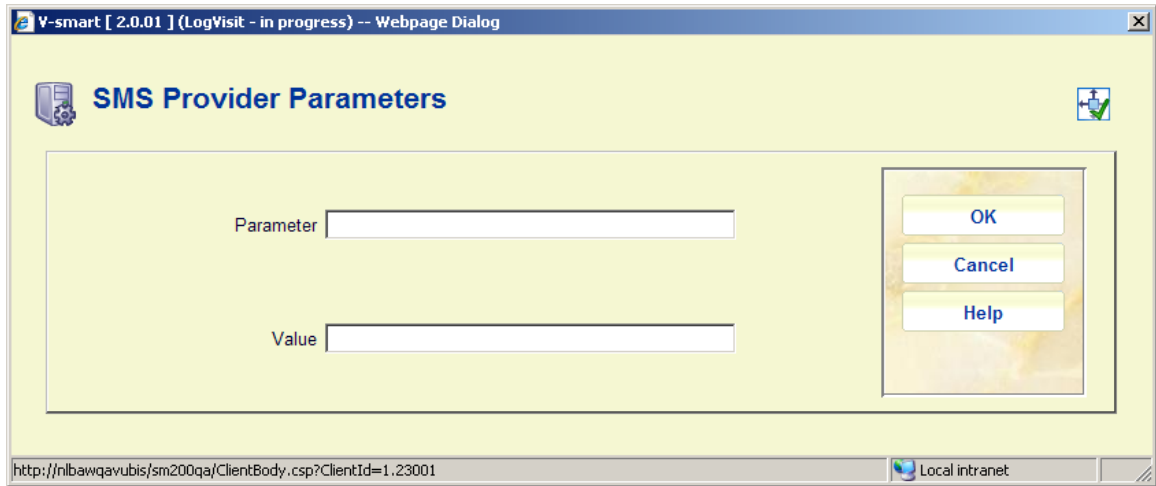 V-smart [ 2.0.01 ] (LogVisit - in progress) -- Webpage Dialog
SMS Provider Parameters
Parameter
Value
OK
Cancel
Help
http://nlbawqavubis/sm200qa/ClientBody.csp?ClientId=1.23001
Local intranet